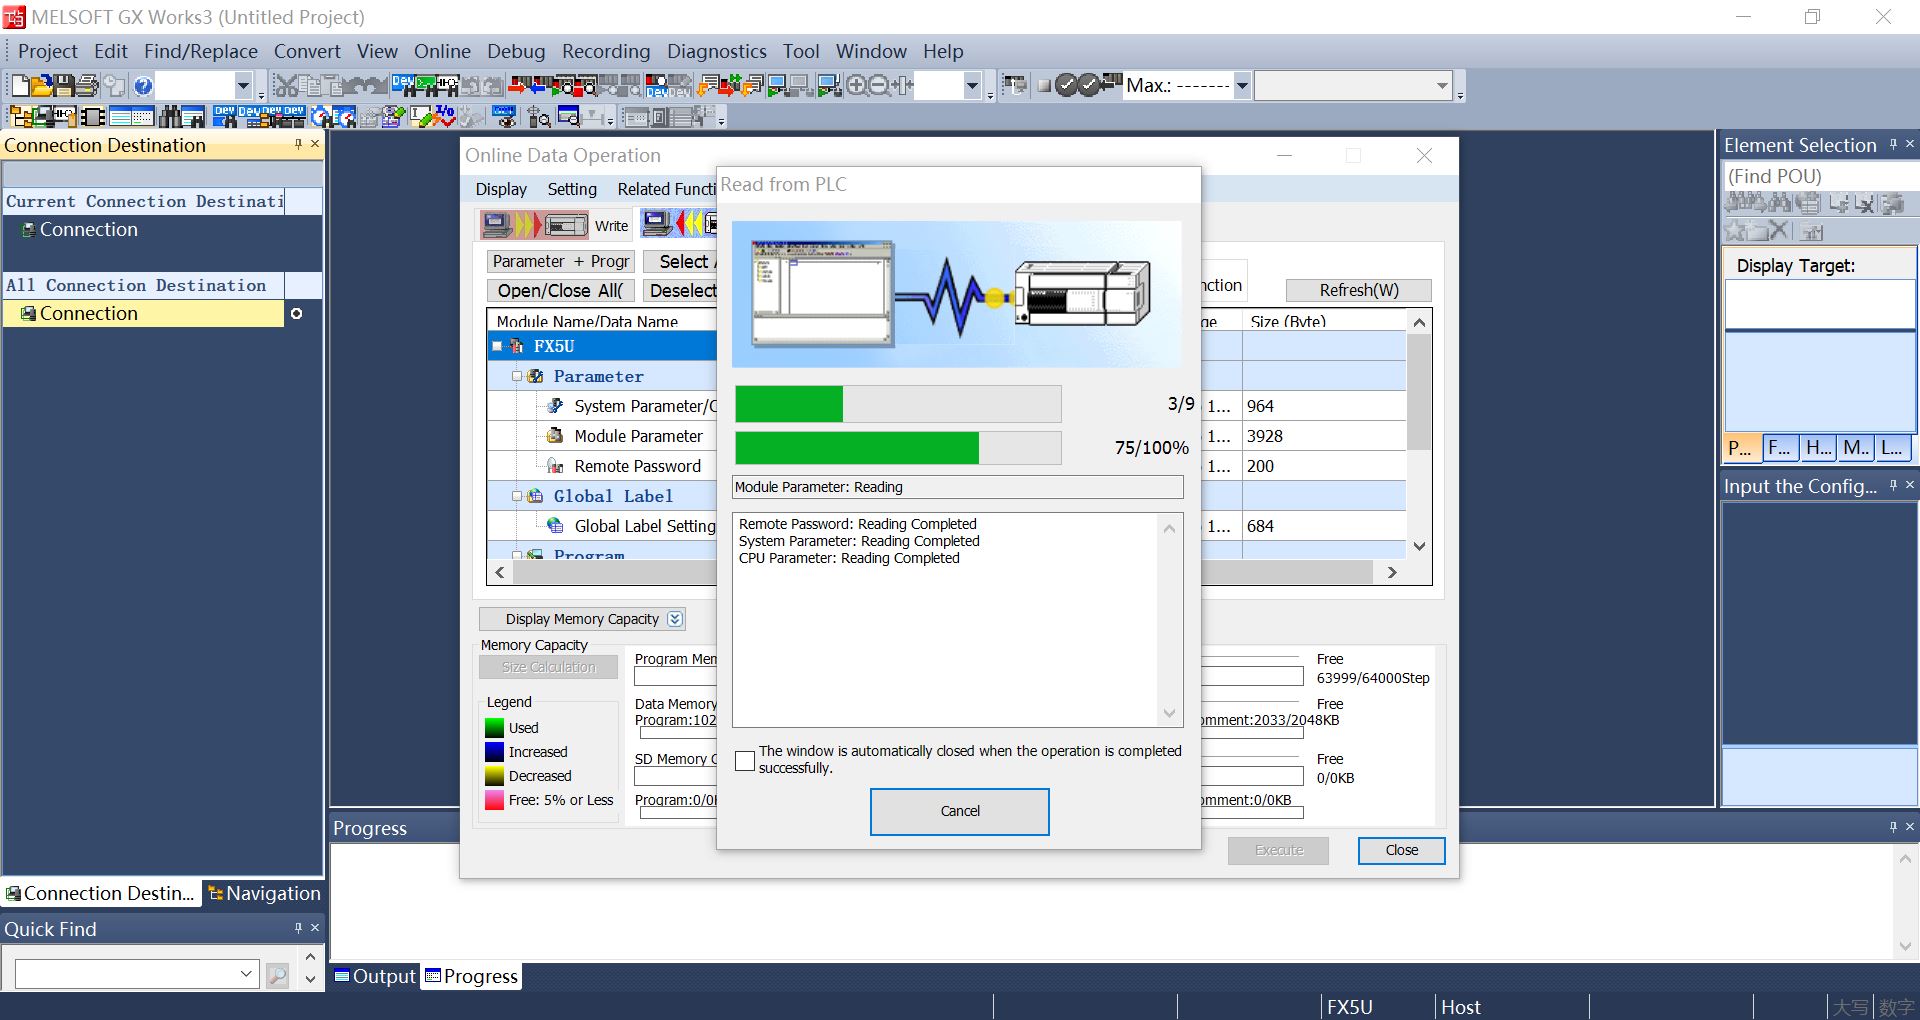 MELSOFT GX Works3 (Untitled Project)
Project Edit Find/Replace Convert View Online Debug Recording Diagnostics Tool Window Help
Max.: -------
Connection Destination
Current Connection Destinati
Connection
All Connection Destination
Connection
Connection Destin...
Navigation
Quick Find
Online Data Operation
Display Setting Related Functi
Write
Parameter + Progr
Select
Open/Close All(
Deselect
nction
Refresh(W)
Module Name/Data Name
Size (Byte)
FX5U
Parameter
System Parameter/C
1... 964
Module Parameter
1... 3928
Remote Password
1... 200
Global Label
Global Label Setting
1... 684
Program
Display Memory Capacity
Memory Capacity
Size Calculation
Legend
Used
Increased
Decreased
Free: 5% or Less
Program Mem
Free
63999/64000Step
Data Memory
Free
Program:102
omment:2033/2048KB
SD Memory C
Free
0/0KB
Program:0/0K
omment:0/0KB
Execute
Close
Read from PLC
3/9
75/100%
Module Parameter: Reading
Remote Password: Reading Completed
System Parameter: Reading Completed
CPU Parameter: Reading Completed
The window is automatically closed when the operation is completed
successfully.
Cancel
Element Selection
(Find POU)
Display Target:
P... F... H... M.. L...
Input the Config...
Progress
Output
Progress
FX5U
Host
大写 数字